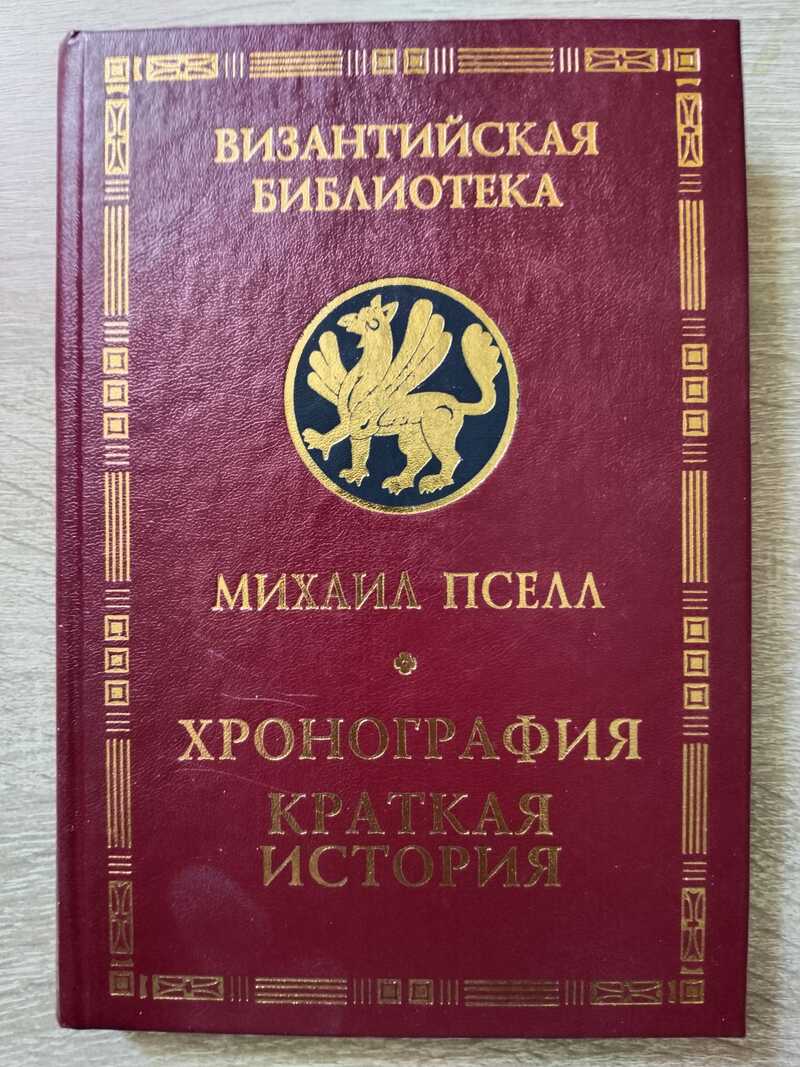 ВИЗАНТИЙСКАЯ
БИБЛИОТЕКА
МИХАИЛ ПСЕЛЛ
ХРОНОГРАФИЯ
КРАТКАЯ
ИСТОРИЯ